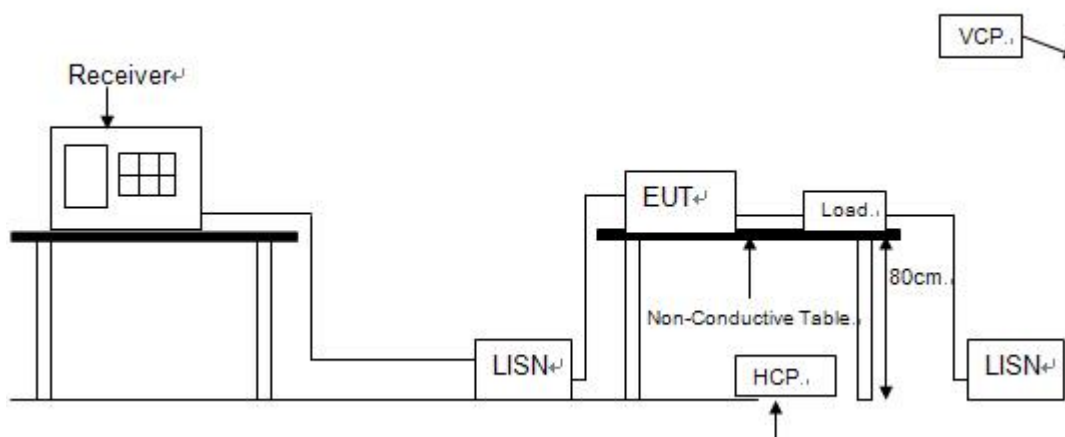 VCP.
Receiver
EUT
Load.
80cm.
Non-Conductive Table.
LISN
HCP.
LISN